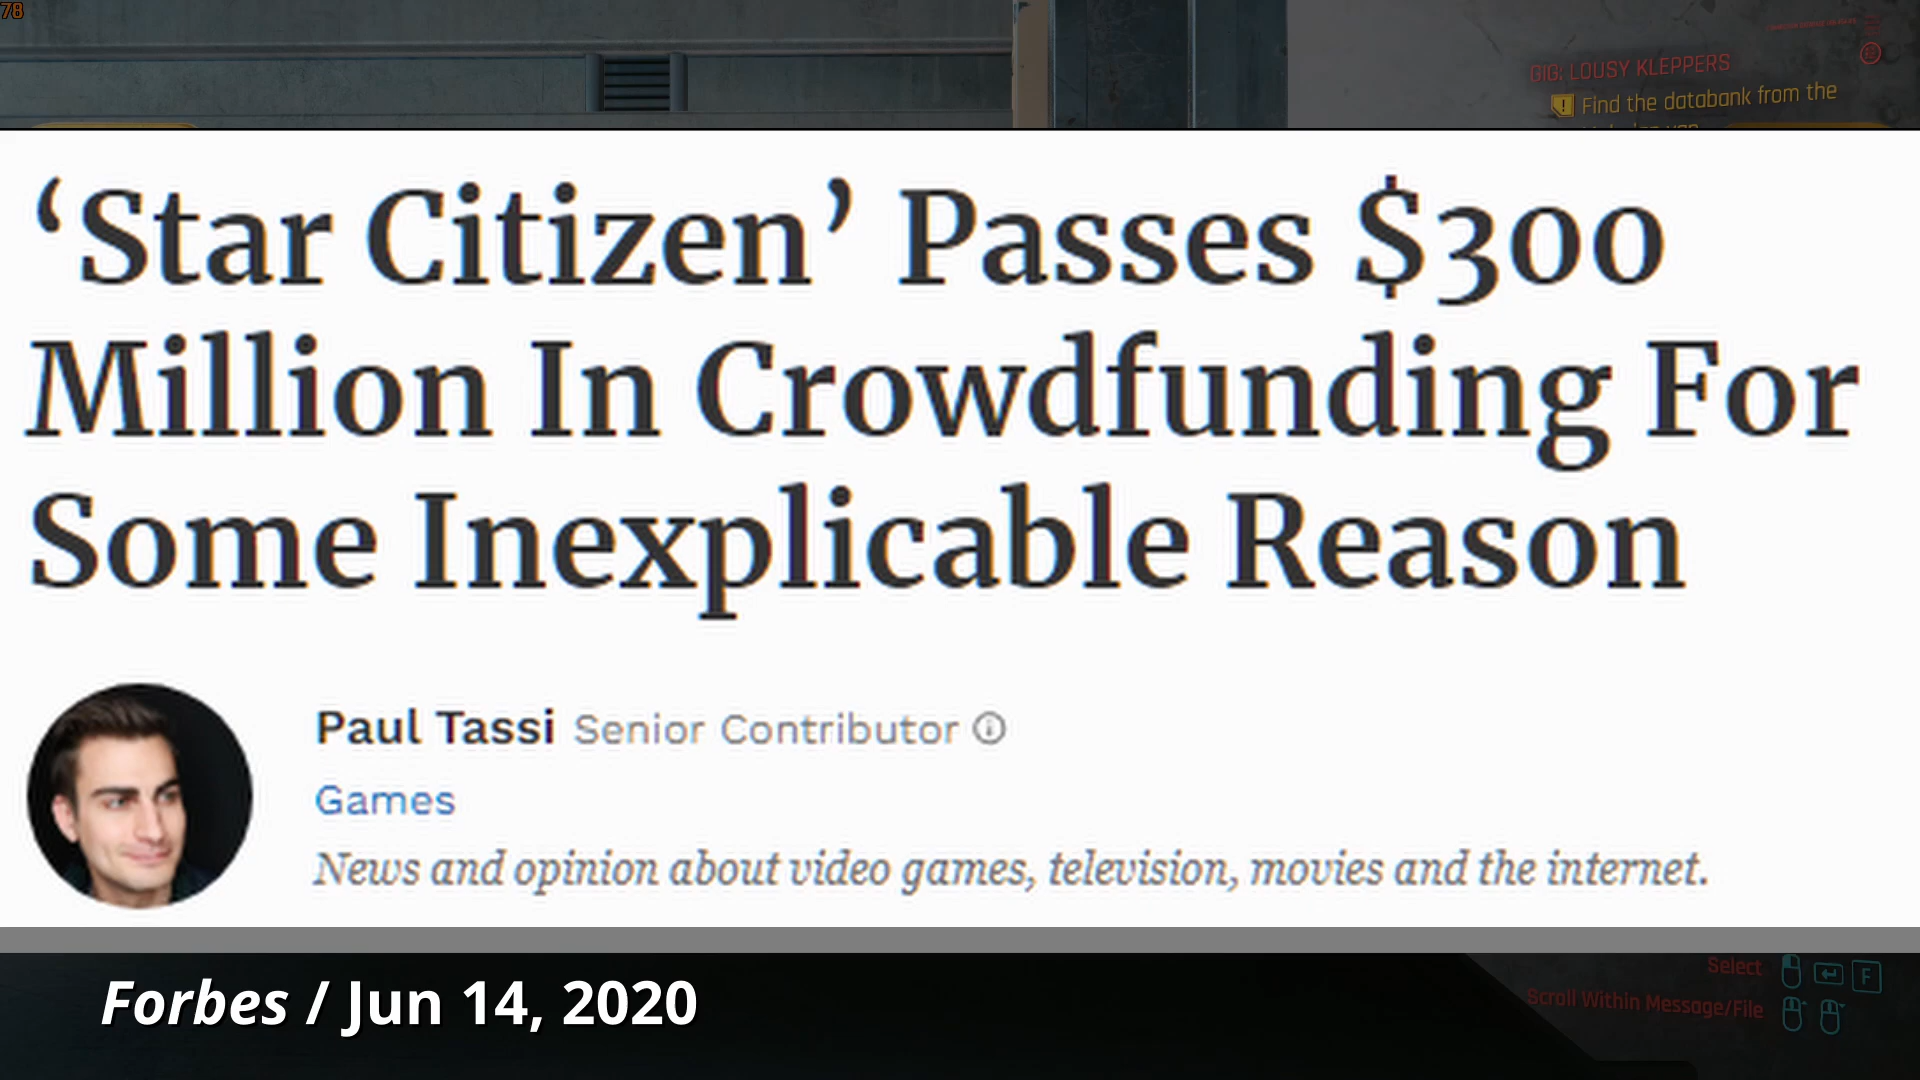 78
GIG: LOUSY KLEPPERS
Find the databank from the
van
‘Star Citizen’ Passes $300
Million In Crowdfunding For
Some Inexplicable Reason
Paul Tassi Senior Contributor
Games
News and opinion about video games, television, movies and the internet.
Forbes / Jun 14, 2020
Select
F
Scroll Within Message/File